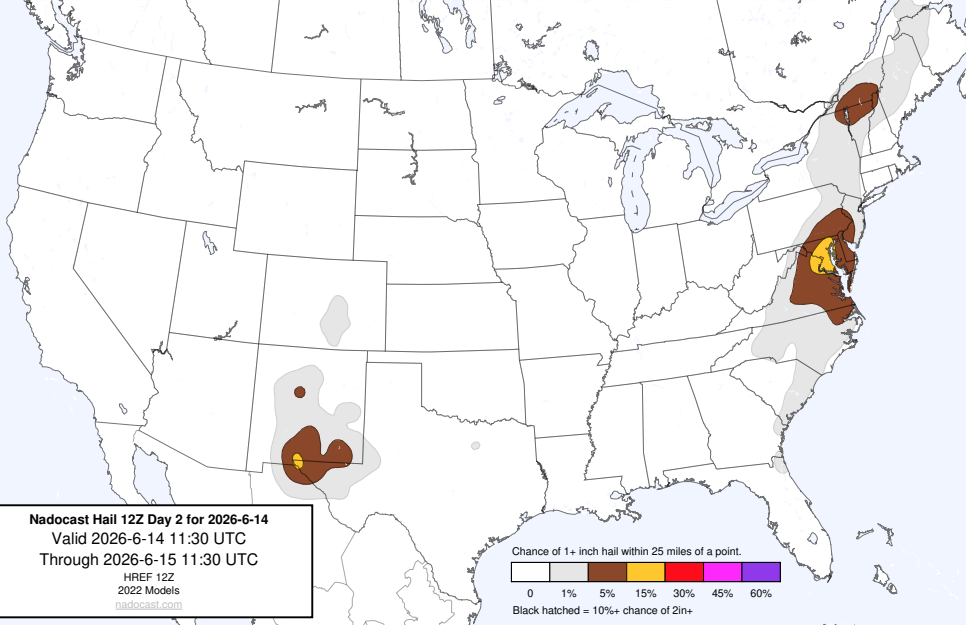 Nadocast Hail 12Z Day 2 for 2026-6-14
Valid 2026-6-14 11:30 UTC
Through 2026-6-15 11:30 UTC
HREF 12Z
2022 Models
nadocast.com
Chance of 1+ inch hail within 25 miles of a point.
0 1% 5% 15% 30% 45% 60%
Black hatched = 10%+ chance of 2in+